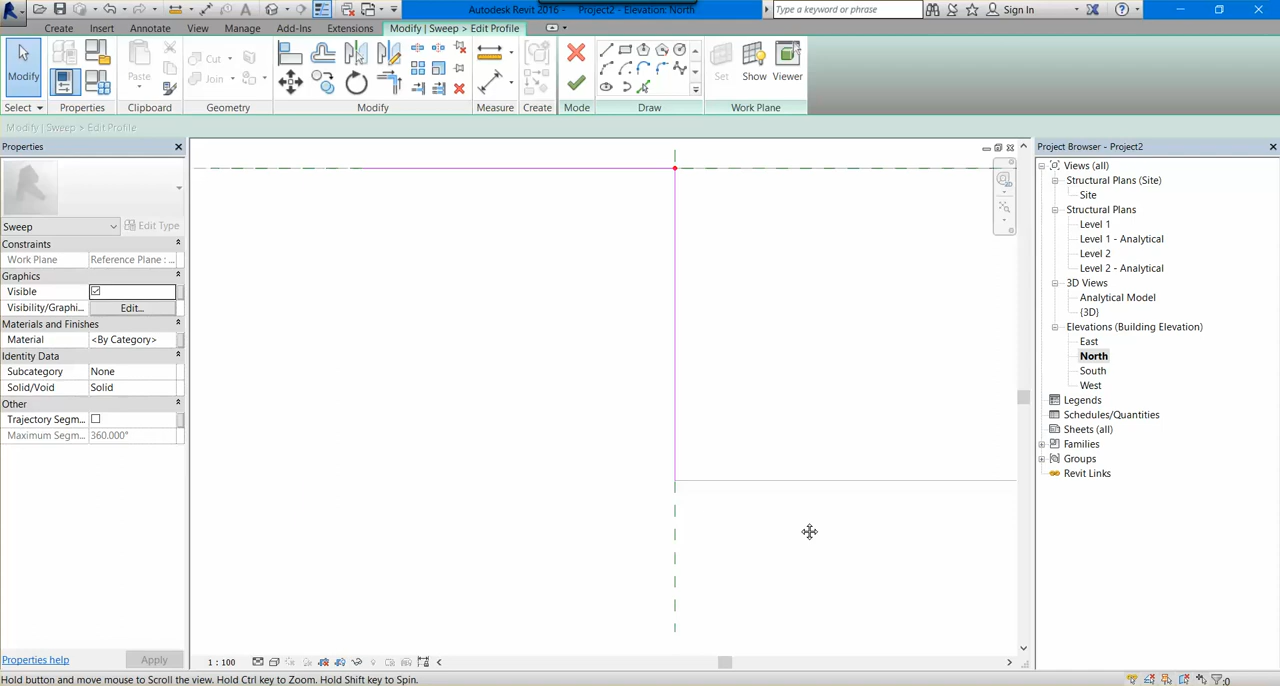 Autodesk Revit 2016 - Project2 - Elevation: North
Type a keyword or phrase
Sign In
Create Insert Annotate View Manage Add-Ins Extensions Modify | Sweep > Edit Profile
Modify
Paste
Cut
Join
Set Show Viewer
Select Properties Clipboard Geometry Modify Measure Create Mode Draw Work Plane
Modify | Sweep > Edit Profile
Properties
Sweep
Edit Type
Constraints
Work Plane Reference Plane : ...
Graphics
Visible
Visibility/Graphi... Edit...
Materials and Finishes
Material <By Category>
Identity Data
Subcategory None
Solid/Void Solid
Other
Trajectory Segm...
Maximum Segm... 360.000°
Properties help
Apply
1 : 100
Project Browser - Project2
Views (all)
Structural Plans (Site)
Site
Structural Plans
Level 1
Level 1 - Analytical
Level 2
Level 2 - Analytical
3D Views
Analytical Model
{3D}
Elevations (Building Elevation)
East
North
South
West
Legends
Schedules/Quantities
Sheets (all)
Families
Groups
Revit Links
Hold button and move mouse to Scroll the view. Hold Ctrl key to Zoom. Hold Shift key to Spin.
:0